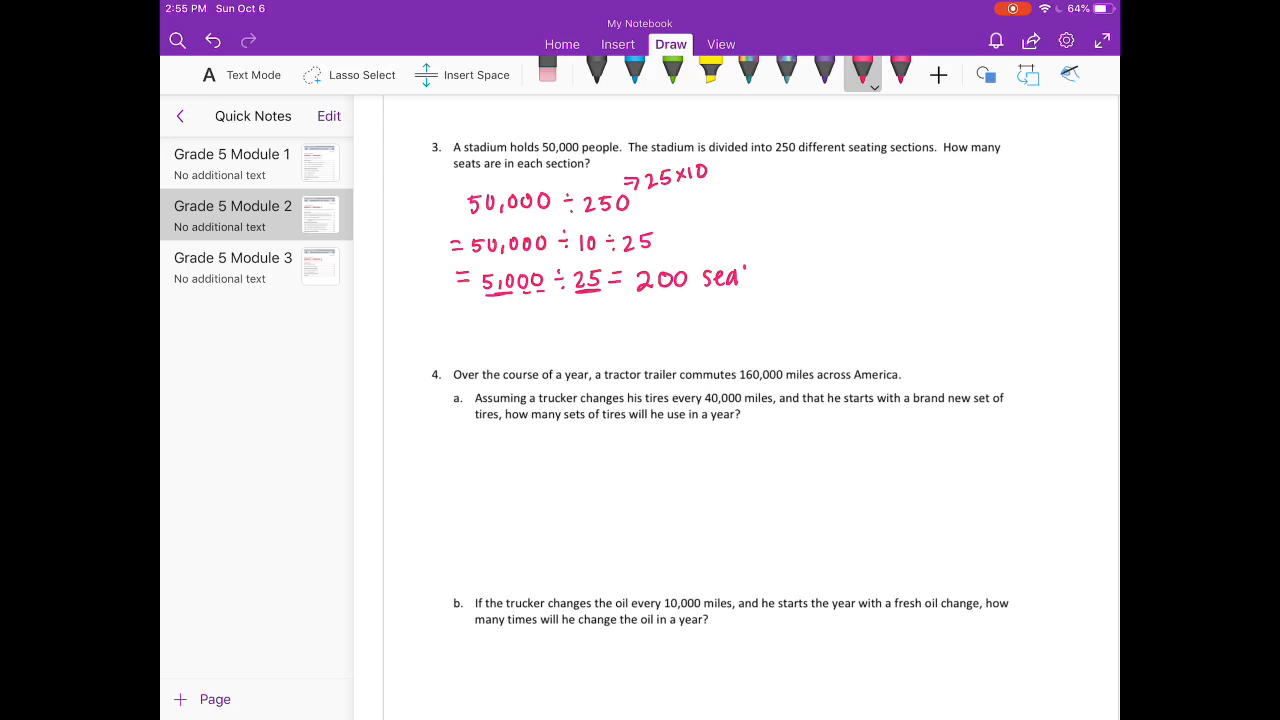 2:55 PM Sun Oct 6
64%
My Notebook
Home Insert Draw View
A Text Mode Lasso Select Insert Space
Quick Notes Edit
Grade 5 Module 1
No additional text
Grade 5 Module 2
No additional text
Grade 5 Module 3
No additional text
+ Page
3. A stadium holds 50,000 people. The stadium is divided into 250 different seating sections. How many
seats are in each section?
→ 25×10
50,000 ÷ 250
= 50,000 ÷ 10 ÷ 25
= 5,000 ÷ 25 = 200 sea
4. Over the course of a year, a tractor trailer commutes 160,000 miles across America.
a. Assuming a trucker changes his tires every 40,000 miles, and that he starts with a brand new set of
tires, how many sets of tires will he use in a year?
b. If the trucker changes the oil every 10,000 miles, and he starts the year with a fresh oil change, how
many times will he change the oil in a year?